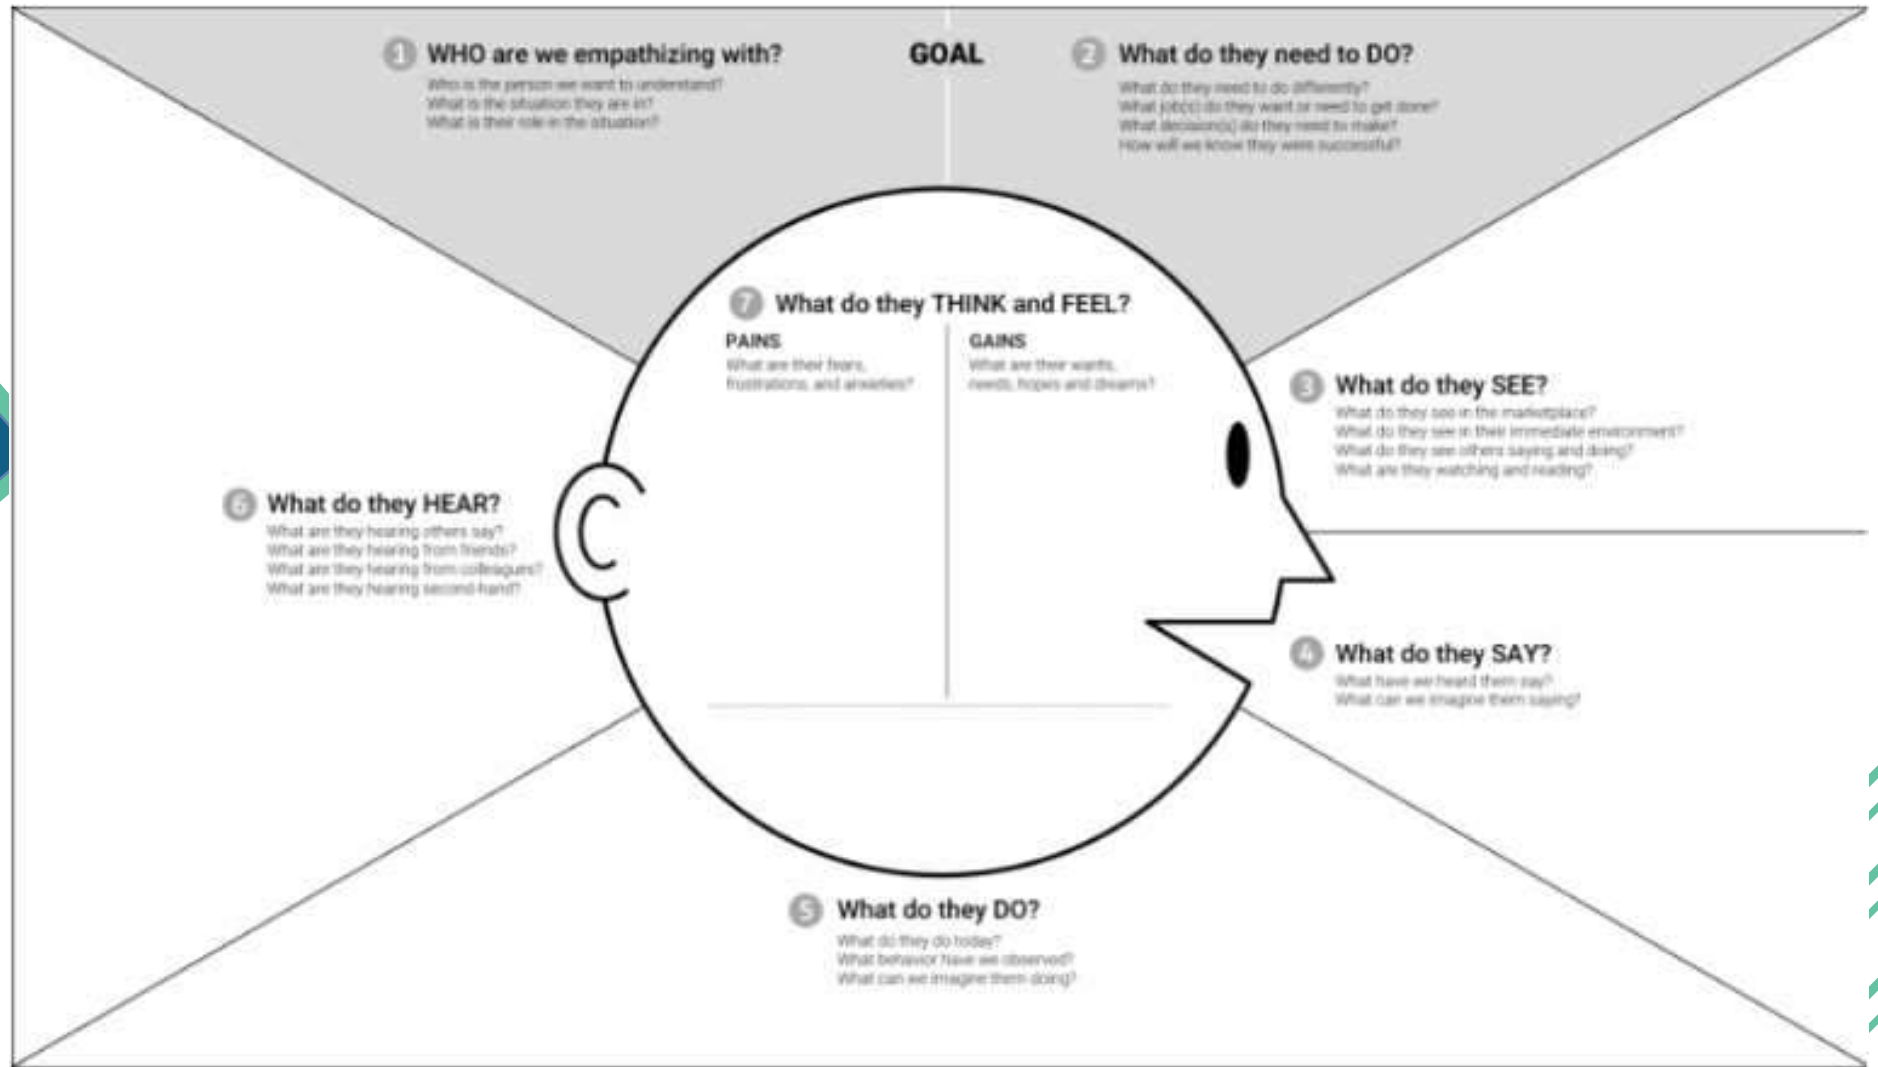 1 WHO are we empathizing with?
Who is the person we want to understand?
What is the situation they are in?
What is their role in the situation?
GOAL
2 What do they need to DO?
What do they need to do differently?
What job(s) do they want or need to get done?
What decision(s) do they need to make?
How will we know they were successful?
7 What do they THINK and FEEL?
PAINS
What are their fears,
frustrations, and anxieties?
GAINS
What are their wants,
needs, hopes and dreams?
3 What do they SEE?
What do they see in the marketplace?
What do they see in their immediate environment?
What do they see others saying and doing?
What are they watching and reading?
4 What do they SAY?
What have we heard them say?
What can we imagine them saying?
5 What do they DO?
What do they do today?
What behavior have we observed?
What can we imagine them doing?
6 What do they HEAR?
What are they hearing others say?
What are they hearing from friends?
What are they hearing from colleagues?
What are they hearing second-hand?